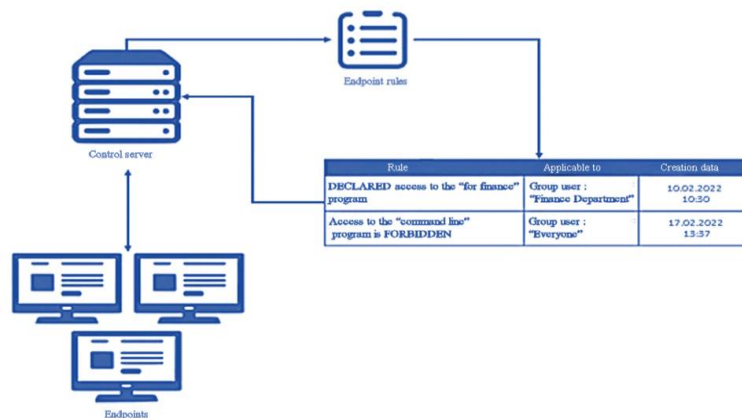 Endpoint rules
Control server
Rule Applicable to Creation data
DECLARED access to the "for finance" program
Group user : "Finance Department"
10.02.2022 10:30
Access to the "command line" program is FORBIDDEN
Group user : "Everyone"
17.02.2022 13:37
Endpoints